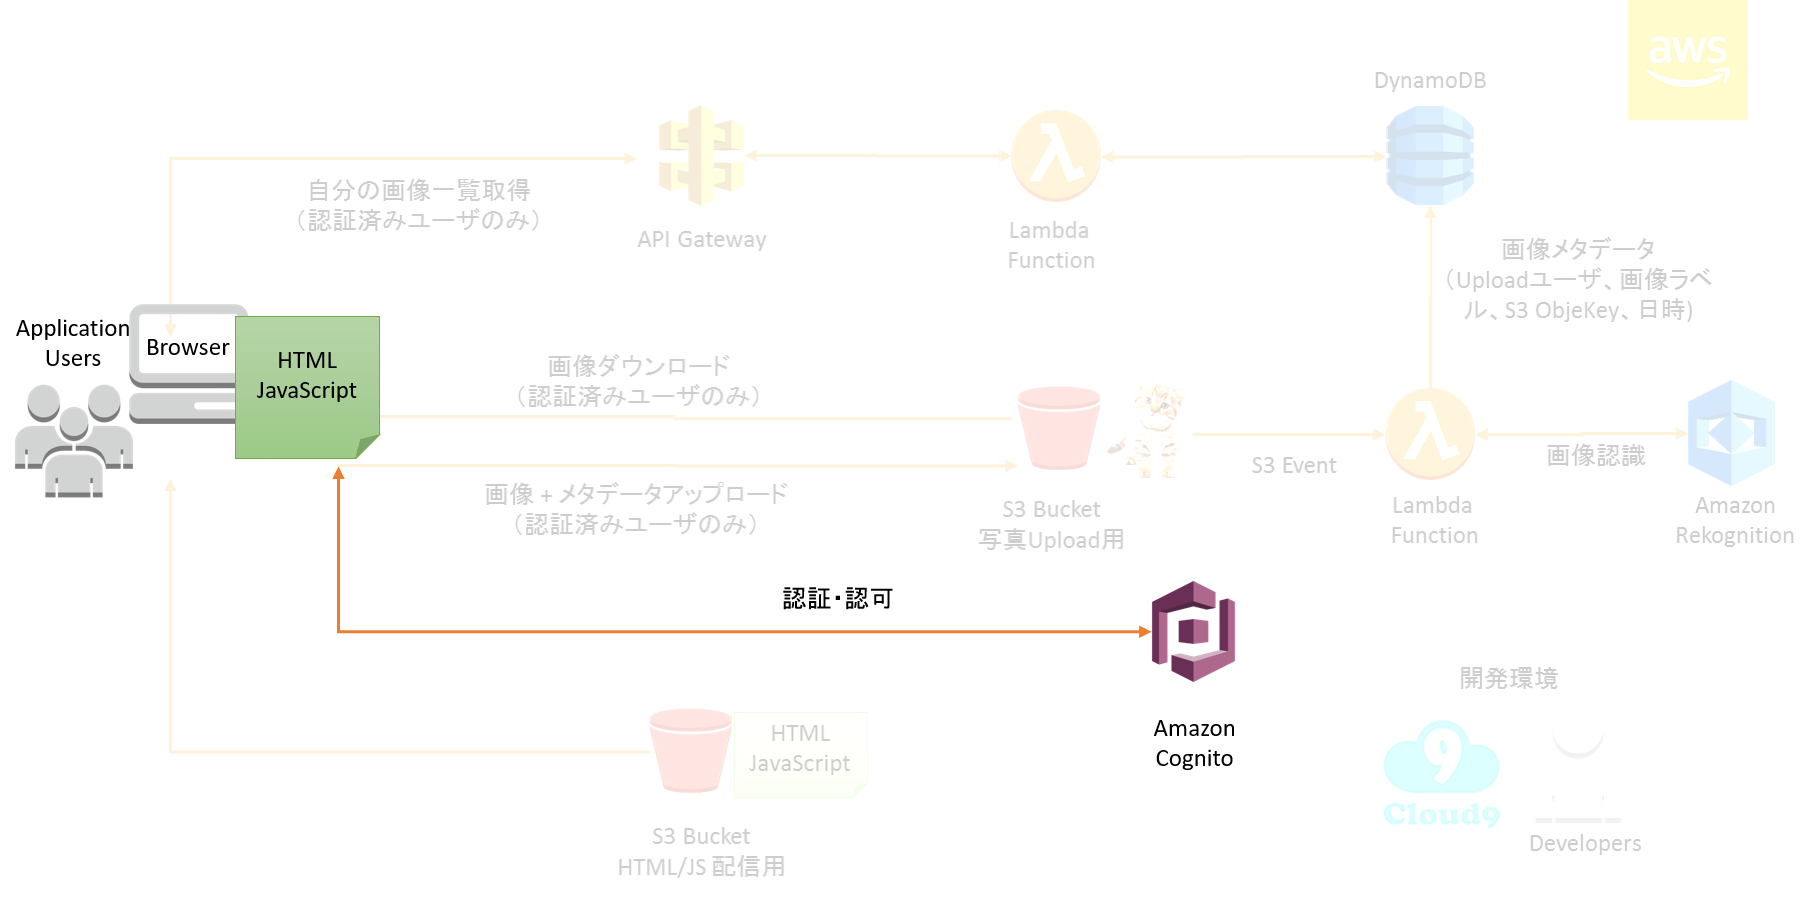 aws
DynamoDB
自分の画像一覧取得
（認証済みユーザのみ）
API Gateway
Lambda
Function
画像メタデータ
（Uploadユーザ、画像ラベ
ル、S3 ObjeKey、日時)
Application
Users
Browser
HTML
JavaScript
画像ダウンロード
（認証済みユーザのみ）
画像 + メタデータアップロード
（認証済みユーザのみ）
S3 Bucket
写真Upload用
S3 Event
Lambda
Function
画像認識
Amazon
Rekognition
認証・認可
Amazon
Cognito
S3 Bucket
HTML/JS 配信用
HTML
JavaScript
開発環境
9
Cloud9
Developers